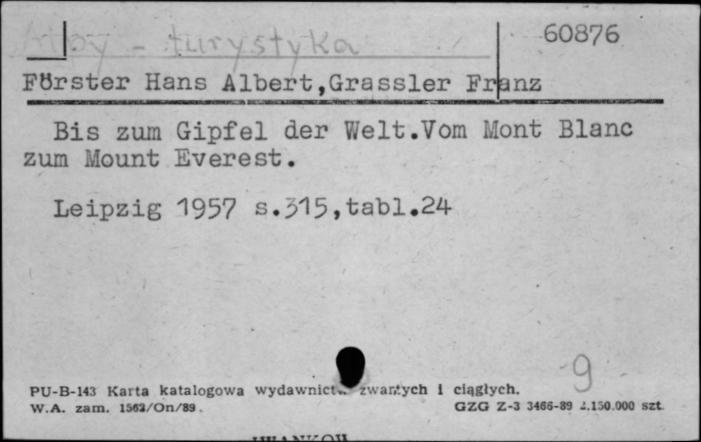 Alpy - turystyka
60876
Förster Hans Albert,Grassler Franz
Bis zum Gipfel der Welt.Vom Mont Blanc
zum Mount Everest.
Leipzig 1957 s.315,tabl.24
9
PU-B-143 Karta katalogowa wydawnictw zwartych i ciągłych.
W.A. zam. 1563/On/89.
GZG Z-3 3466-89 2.150.000 szt.